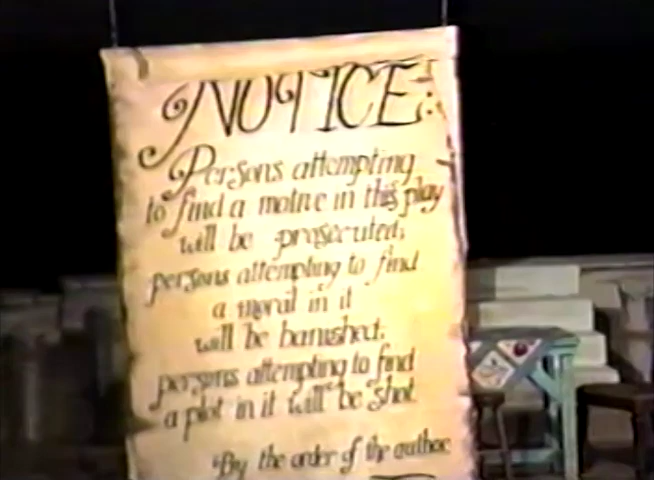 NOTICE:
Persons attempting
to find a motive in this play
will be prosecuted;
persons attempting to find
a moral in it
will be banished;
persons attempting to find
a plot in it will be shot
By the order of the author